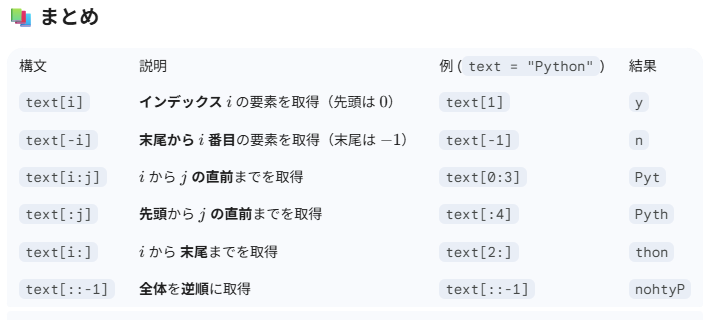 まとめ
構文 説明 例 (text = "Python") 結果
text[i] インデックス i の要素を取得（先頭は 0） text[1] y
text[-i] 末尾から i 番目の要素を取得（末尾は −1） text[-1] n
text[i:j] i から j の直前までを取得 text[0:3] Pyt
text[:j] 先頭から j の直前までを取得 text[:4] Pyth
text[i:] i から 末尾までを取得 text[2:] thon
text[::-1] 全体を逆順に取得 text[::-1] nohtyP